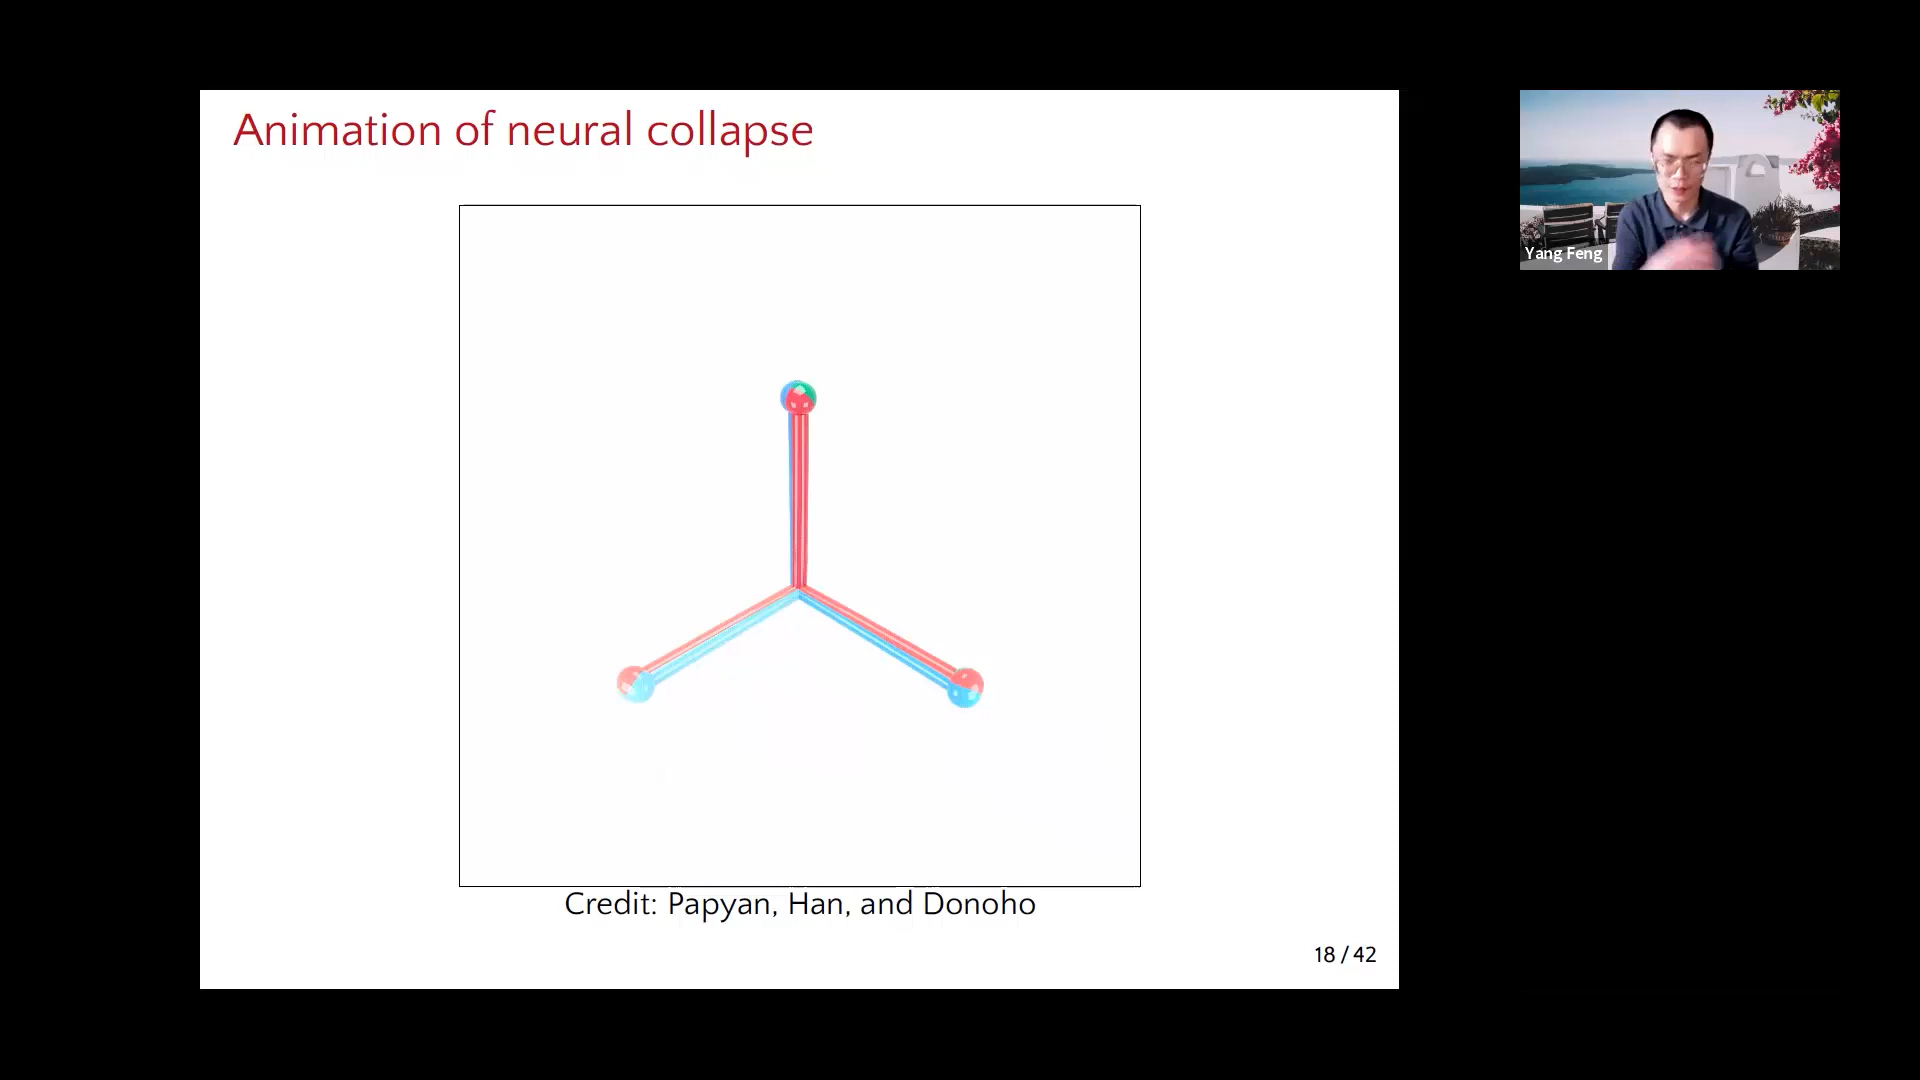 Animation of neural collapse
Yang Feng
Credit: Papyan, Han, and Donoho
18 / 42